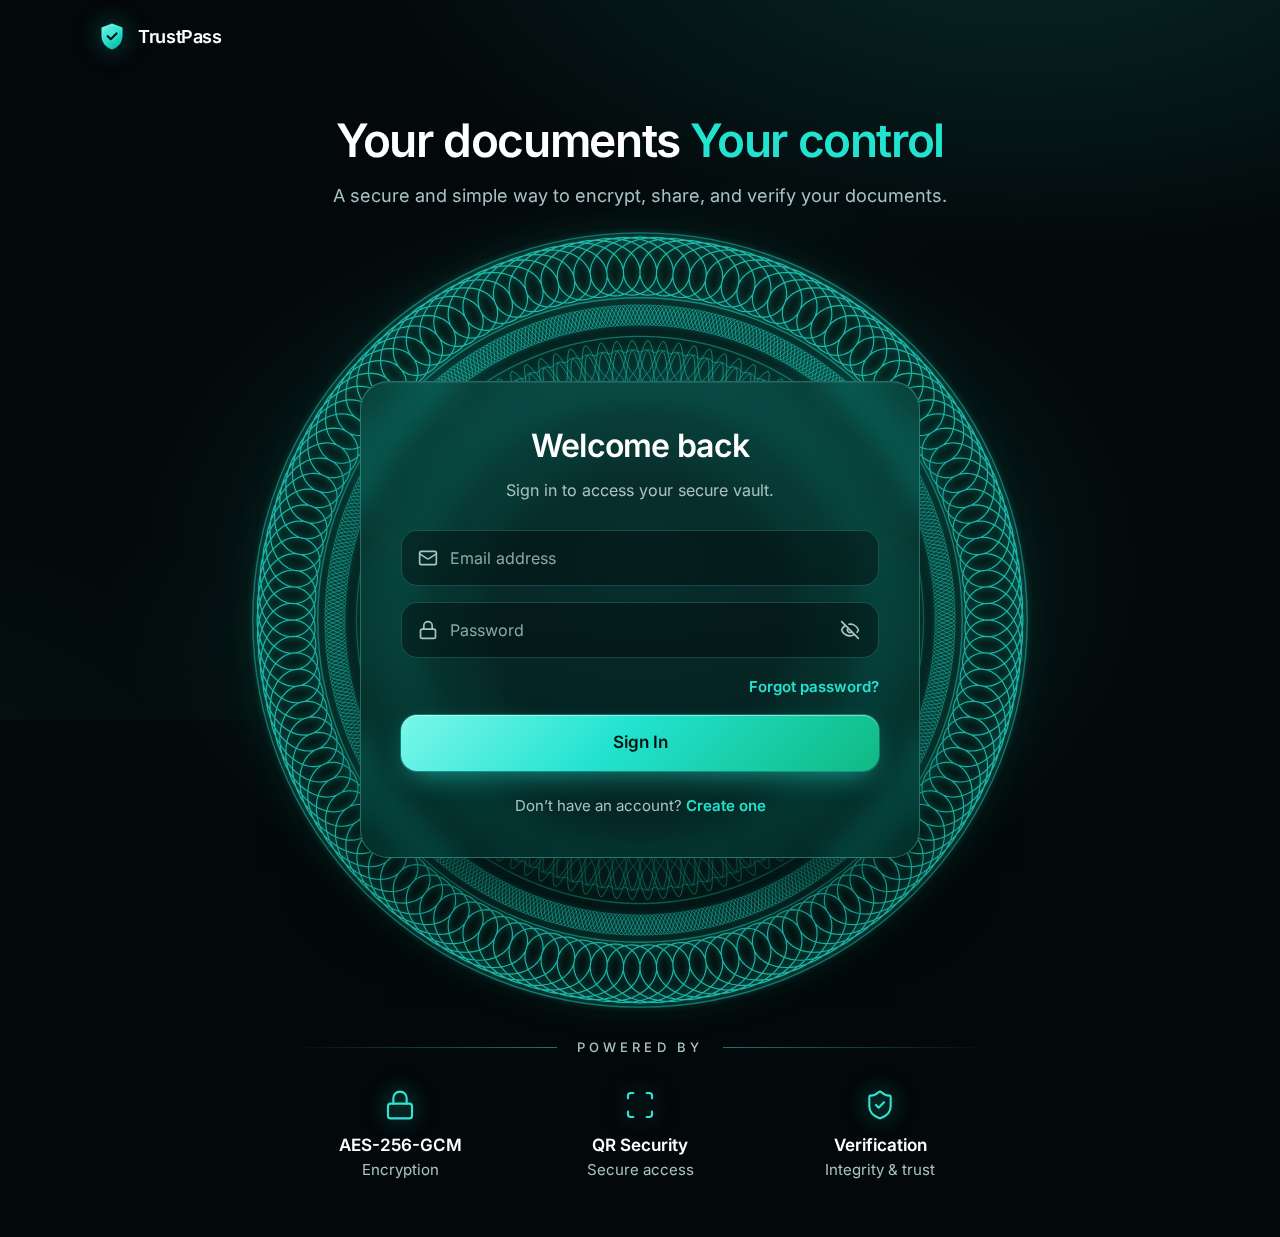 TrustPass
Your documents Your control
A secure and simple way to encrypt, share, and verify your documents.
Welcome back
Sign in to access your secure vault.
Email address
Password
Forgot password?
Sign In
Don’t have an account? Create one
POWERED BY
AES-256-GCM
Encryption
QR Security
Secure access
Verification
Integrity & trust